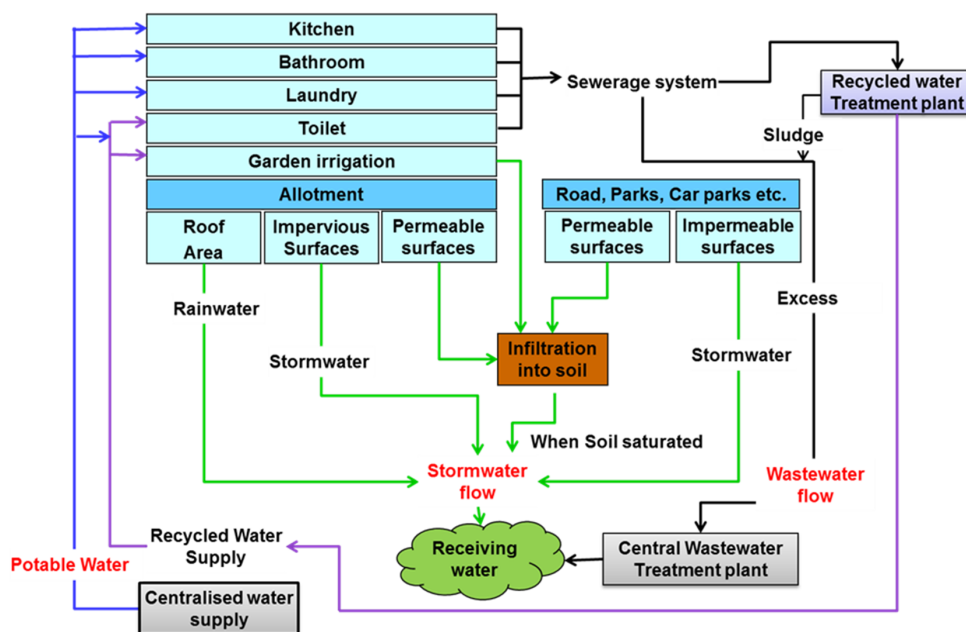 Kitchen
Bathroom
Laundry
Toilet
Garden irrigation
Allotment
Roof
Area
Impervious
Surfaces
Permeable
surfaces
Road, Parks, Car parks etc.
Permeable
surfaces
Impermeable
surfaces
Sewerage system
Recycled water
Treatment plant
Sludge
Rainwater
Stormwater
Infiltration
into soil
Stormwater
Excess
When Soil saturated
Stormwater
flow
Wastewater
flow
Receiving
water
Central Wastewater
Treatment plant
Recycled Water
Supply
Potable Water
Centralised water
supply